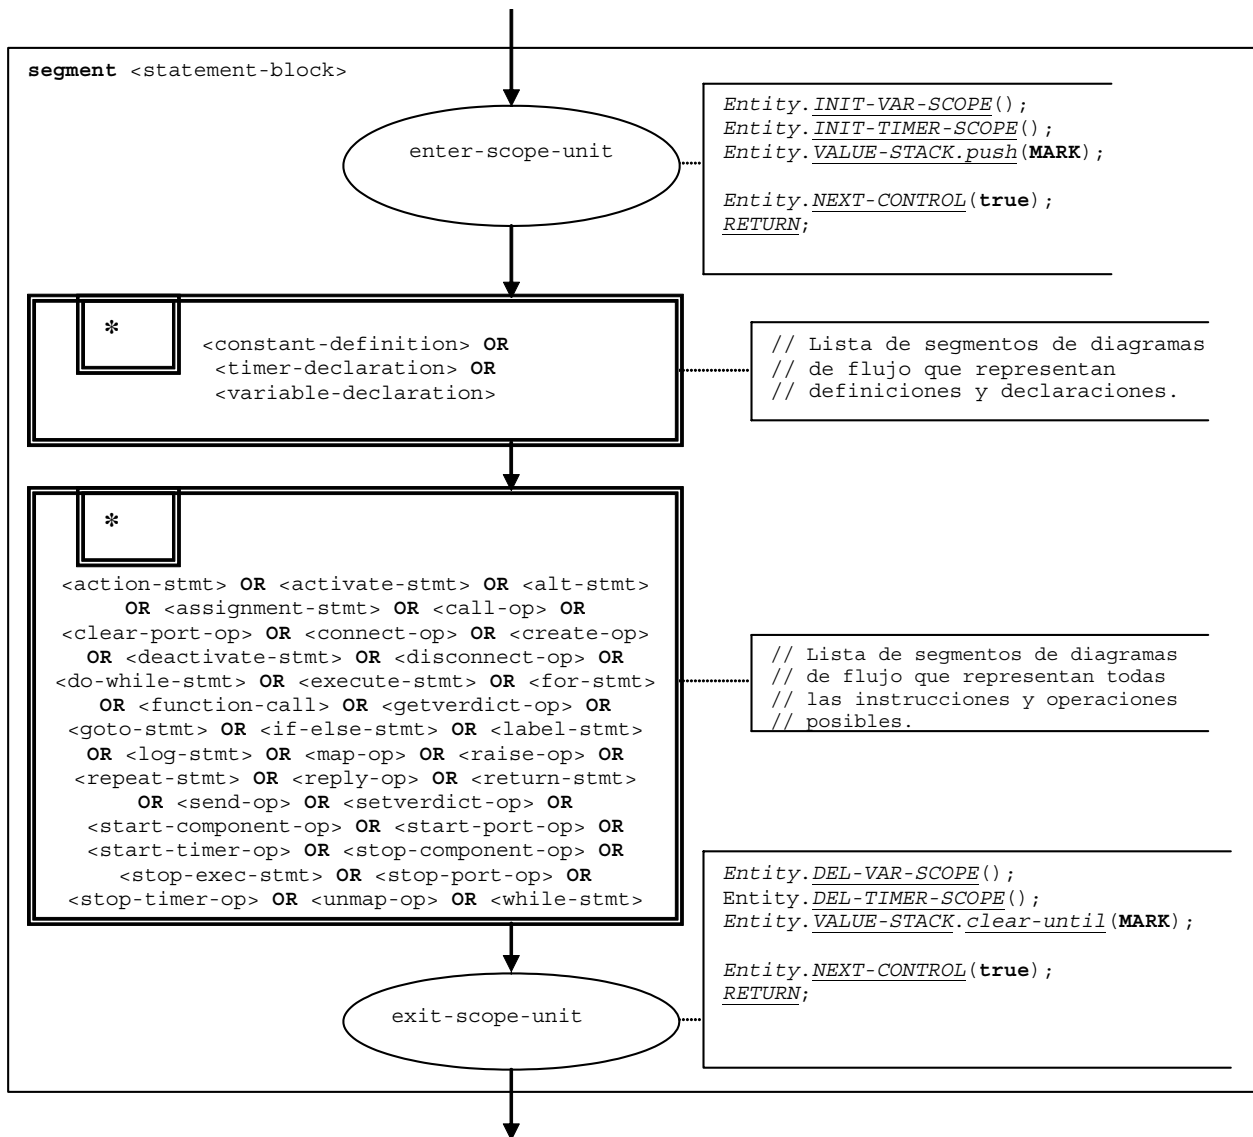 segment <statement-block>
enter-scope-unit
Entity.INIT-VAR-SCOPE();
Entity.INIT-TIMER-SCOPE();
Entity.VALUE-STACK.push(MARK);
Entity.NEXT-CONTROL(true);
RETURN;
*
<constant-definition> OR
<timer-declaration> OR
<variable-declaration>
// Lista de segmentos de diagramas
// de flujo que representan
// definiciones y declaraciones.
*
<action-stmt> OR <activate-stmt> OR <alt-stmt>
OR <assignment-stmt> OR <call-op> OR
<clear-port-op> OR <connect-op> OR <create-op>
OR <deactivate-stmt> OR <disconnect-op> OR
<do-while-stmt> OR <execute-stmt> OR <for-stmt>
OR <function-call> OR <getverdict-op> OR
<goto-stmt> OR <if-else-stmt> OR <label-stmt>
OR <log-stmt> OR <map-op> OR <raise-op> OR
<repeat-stmt> OR <reply-op> OR <return-stmt>
OR <send-op> OR <setverdict-op> OR
<start-component-op> OR <start-port-op> OR
<start-timer-op> OR <stop-component-op> OR
<stop-exec-stmt> OR <stop-port-op> OR
<stop-timer-op> OR <unmap-op> OR <while-stmt>
// Lista de segmentos de diagramas
// de flujo que representan todas
// las instrucciones y operaciones
// posibles.
exit-scope-unit
Entity.DEL-VAR-SCOPE();
Entity.DEL-TIMER-SCOPE();
Entity.VALUE-STACK.clear-until(MARK);
Entity.NEXT-CONTROL(true);
RETURN;